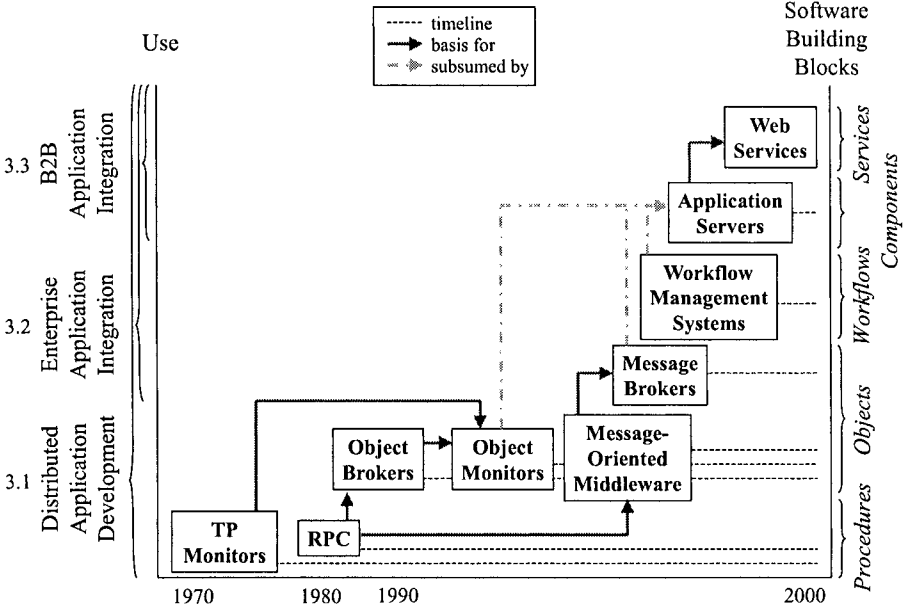 Use
timeline
basis for
subsumed by
Software
Building
Blocks
3.3
B2B
Application
Integration
3.2
Enterprise
Application
Integration
3.1
Distributed
Application
Development
Web
Services
Application
Servers
Workflow
Management
Systems
Message
Brokers
Object
Brokers
Object
Monitors
Message-
Oriented
Middleware
TP
Monitors
RPC
Services
Components
Workflows
Objects
Procedures
1970
1980
1990
2000